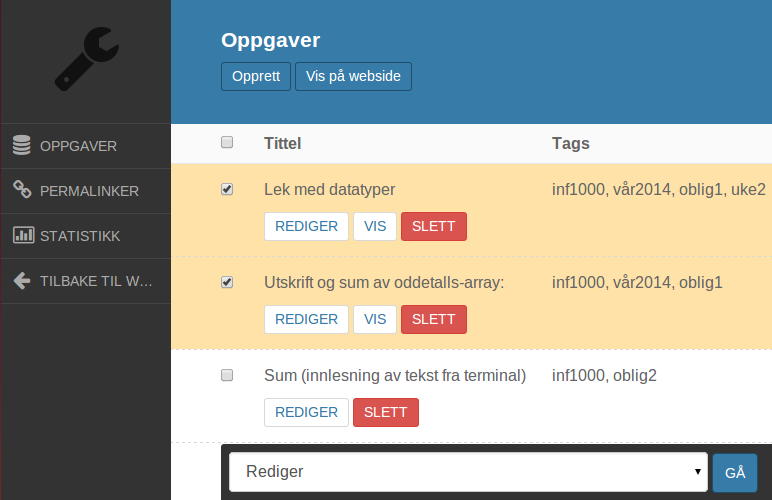 Oppgaver
Opprett Vis på webside
OPPGAVER
PERMALINKER
STATISTIKK
TILBAKE TIL W...
Tittel Tags
Lek med datatyper inf1000, vår2014, oblig1, uke2
REDIGER VIS SLETT
Utskrift og sum av oddetalls-array: inf1000, vår2014, oblig1
REDIGER VIS SLETT
Sum (innlesning av tekst fra terminal) inf1000, oblig2
REDIGER SLETT
Rediger GÅ